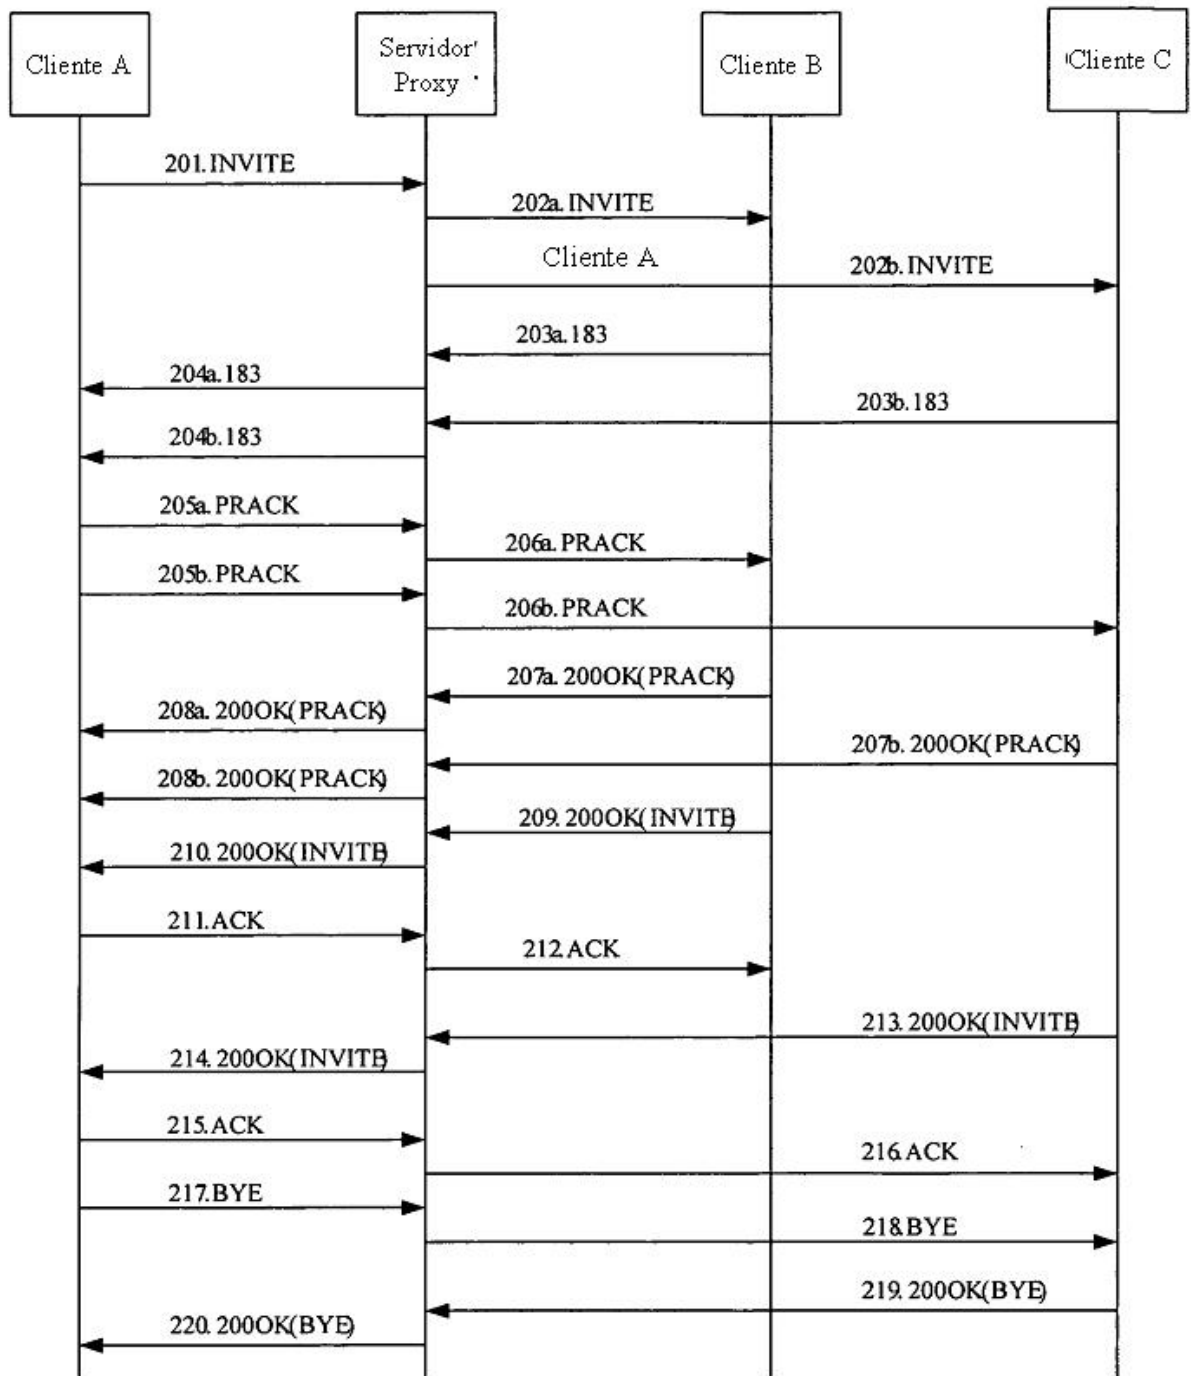 Cliente A
Servidor
Proxy
Cliente B
Cliente C
201.INVITE
202a.INVITE
Cliente A
202b.INVITE
203a.183
204a.183
203b.183
204b.183
205a.PRACK
206a.PRACK
205b.PRACK
206b.PRACK
207a.200OK(PRACK)
208a.200OK(PRACK)
207b.200OK(PRACK)
208b.200OK(PRACK)
209.200OK(INVITE)
210.200OK(INVITE)
211.ACK
212.ACK
213.200OK(INVITE)
214.200OK(INVITE)
215.ACK
216.ACK
217.BYE
218.BYE
219.200OK(BYE)
220.200OK(BYE)